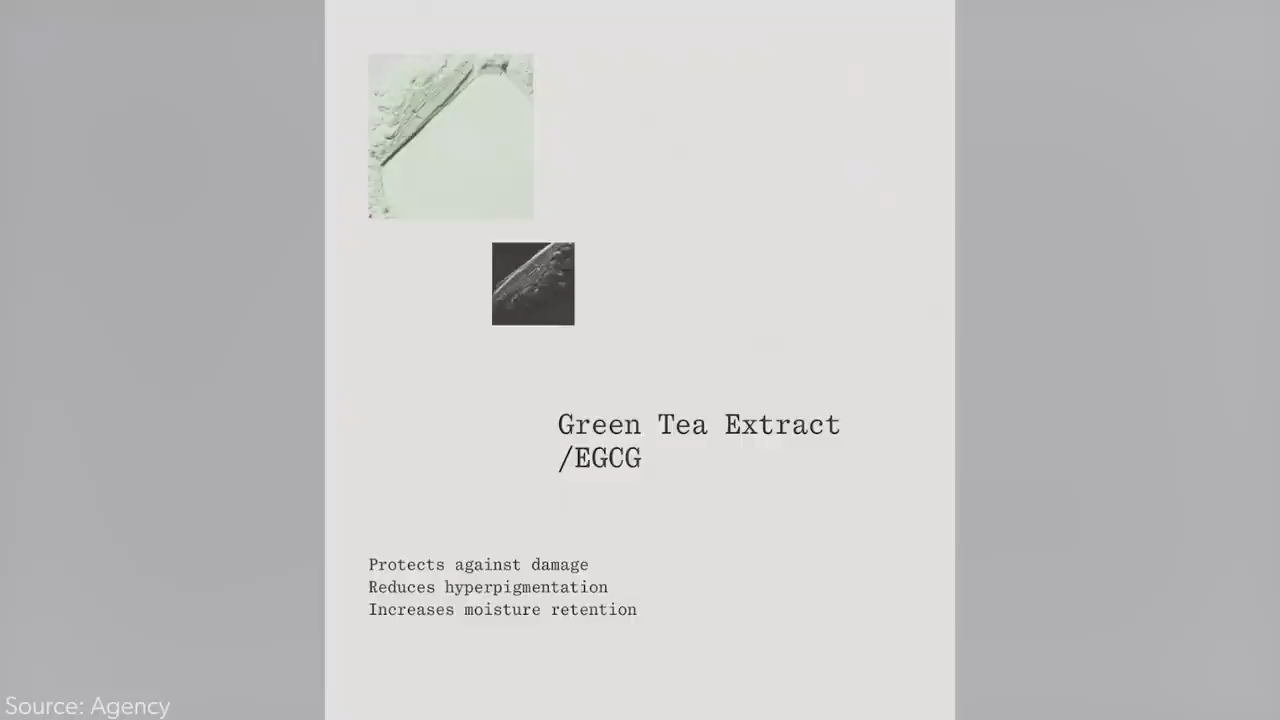 Green Tea Extract
/EGCG
Protects against damage
Reduces hyperpigmentation
Increases moisture retention
Source: Agency